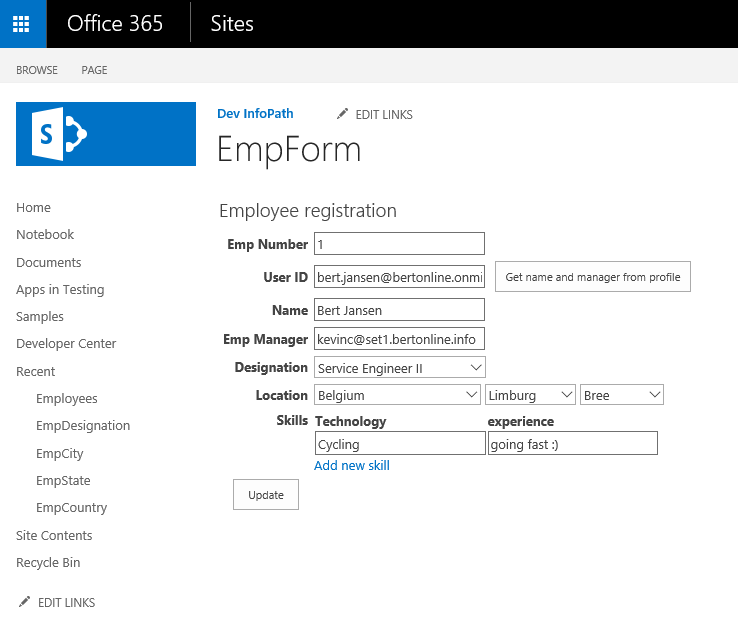 Office 365 Sites
BROWSE PAGE
S
Dev InfoPath EDIT LINKS
EmpForm
Home
Notebook
Documents
Apps in Testing
Samples
Developer Center
Recent
Employees
EmpDesignation
EmpCity
EmpState
EmpCountry
Site Contents
Recycle Bin
EDIT LINKS
Employee registration
Emp Number 1
User ID bert.jansen@bertonline.onmi Get name and manager from profile
Name Bert Jansen
Emp Manager kevinc@set1.bertonline.info
Designation Service Engineer II
Location Belgium Limburg Bree
Skills Technology experience
Cycling going fast :)
Add new skill
Update